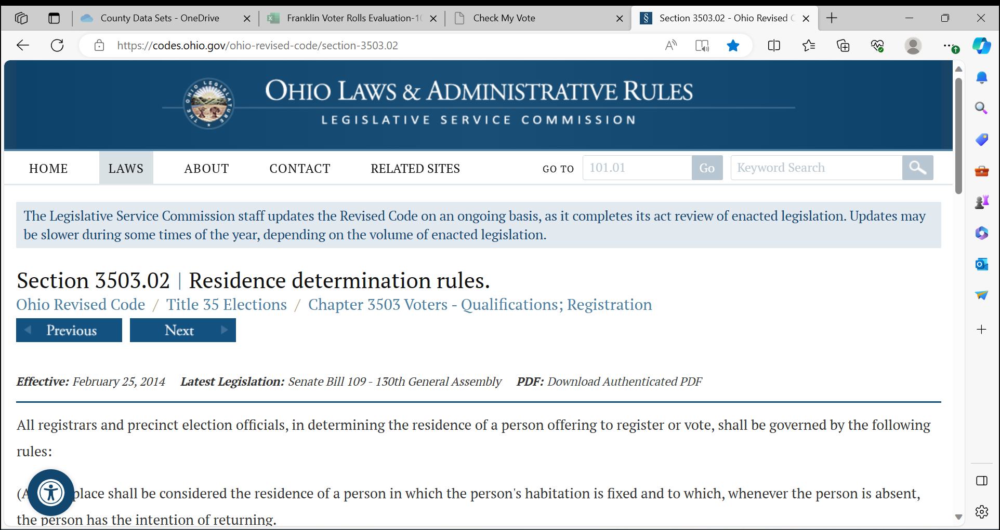 County Data Sets - OneDrive
Franklin Voter Rolls Evaluation-1
Check My Vote
§ Section 3503.02 - Ohio Revised
https://codes.ohio.gov/ohio-revised-code/section-3503.02
THE OHIO LEGISLATURE
OHIO LAWS & ADMINISTRATIVE RULES
LEGISLATIVE SERVICE COMMISSION
HOME LAWS ABOUT CONTACT RELATED SITES GO TO 101.01 Go Keyword Search
The Legislative Service Commission staff updates the Revised Code on an ongoing basis, as it completes its act review of enacted legislation. Updates may
be slower during some times of the year, depending on the volume of enacted legislation.
Section 3503.02 | Residence determination rules.
Ohio Revised Code / Title 35 Elections / Chapter 3503 Voters - Qualifications; Registration
Previous Next
Effective: February 25, 2014 Latest Legislation: Senate Bill 109 - 130th General Assembly PDF: Download Authenticated PDF
All registrars and precinct election officials, in determining the residence of a person offering to register or vote, shall be governed by the following
rules:
(A place shall be considered the residence of a person in which the person's habitation is fixed and to which, whenever the person is absent,
the person has the intention of returning.